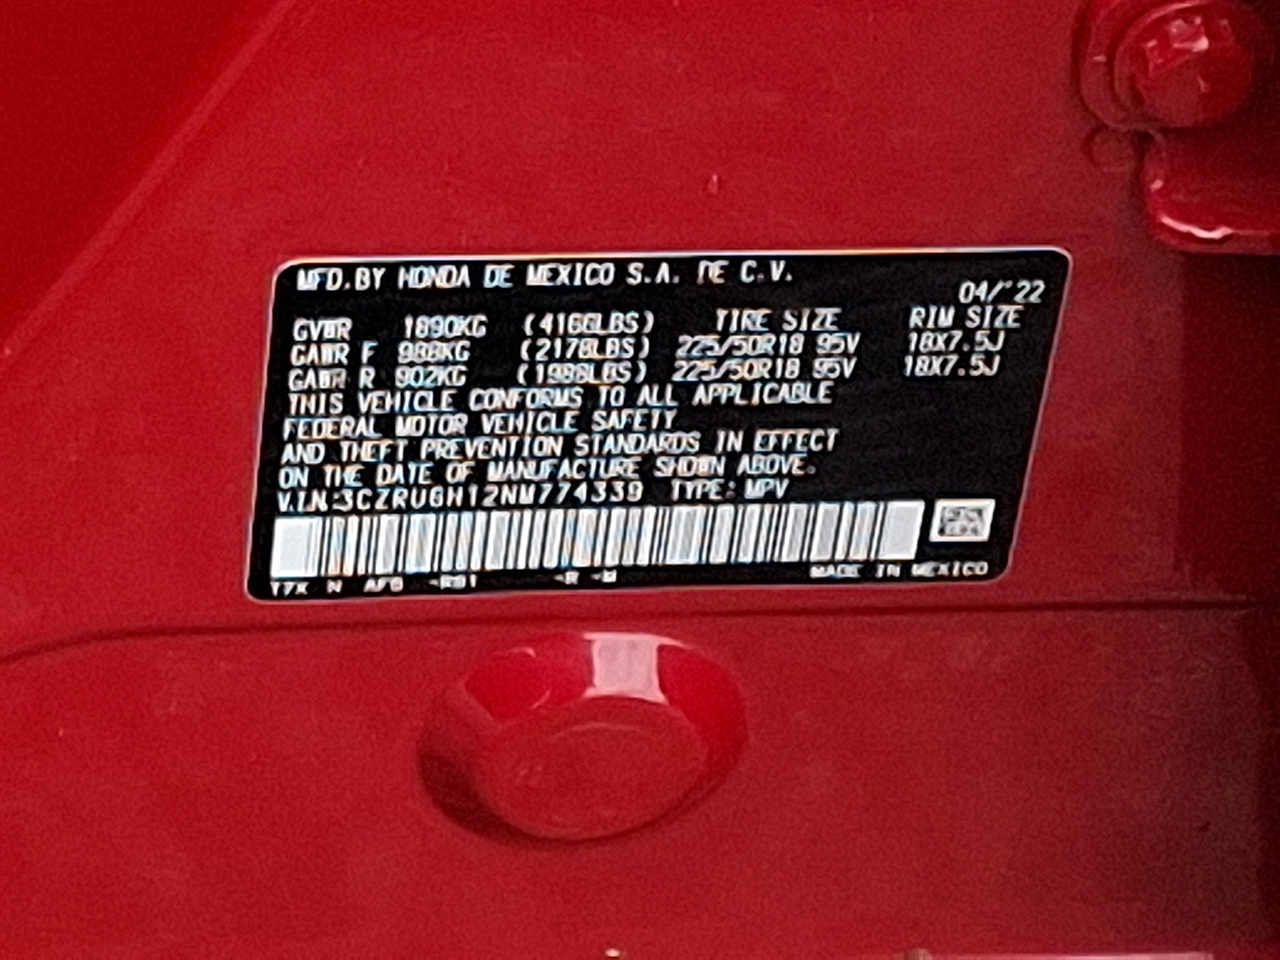 MFD.BY HONDA DE MEXICO S.A. DE C.V.
04/'22
GVWR 1890KG (4166LBS) TIRE SIZE RIM SIZE
GAWR F 988KG (2178LBS) 225/50R18 95V 18X7.5J
GAWR R 902KG (1988LBS) 225/50R18 95V 18X7.5J
THIS VEHICLE CONFORMS TO ALL APPLICABLE
FEDERAL MOTOR VEHICLE SAFETY
AND THEFT PREVENTION STANDARDS IN EFFECT
ON THE DATE OF MANUFACTURE SHOWN ABOVE.
V.I.N:3CZRU6H12NM774339 TYPE: MPV
MADE IN MEXICO